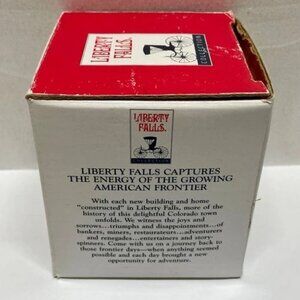 LIBERTY
FALLS.
COLLECTION
LIBERTY
FALLS.
COLLECTION
LIBERTY FALLS CAPTURES
THE ENERGY OF THE GROWING
AMERICAN FRONTIER
With each new building and home
"constructed" in Liberty Falls, more of the
history of this delightful Colorado town
unfolds. We witness the joys and
sorrows...triumphs and disappointments...of
bankers, miners, restaurateurs...adventurers
and renegades...entertainers and story-
spinners. Come with us on a journey back to
those frontier days—when anything seemed
possible and each day brought a new
opportunity for adventure.